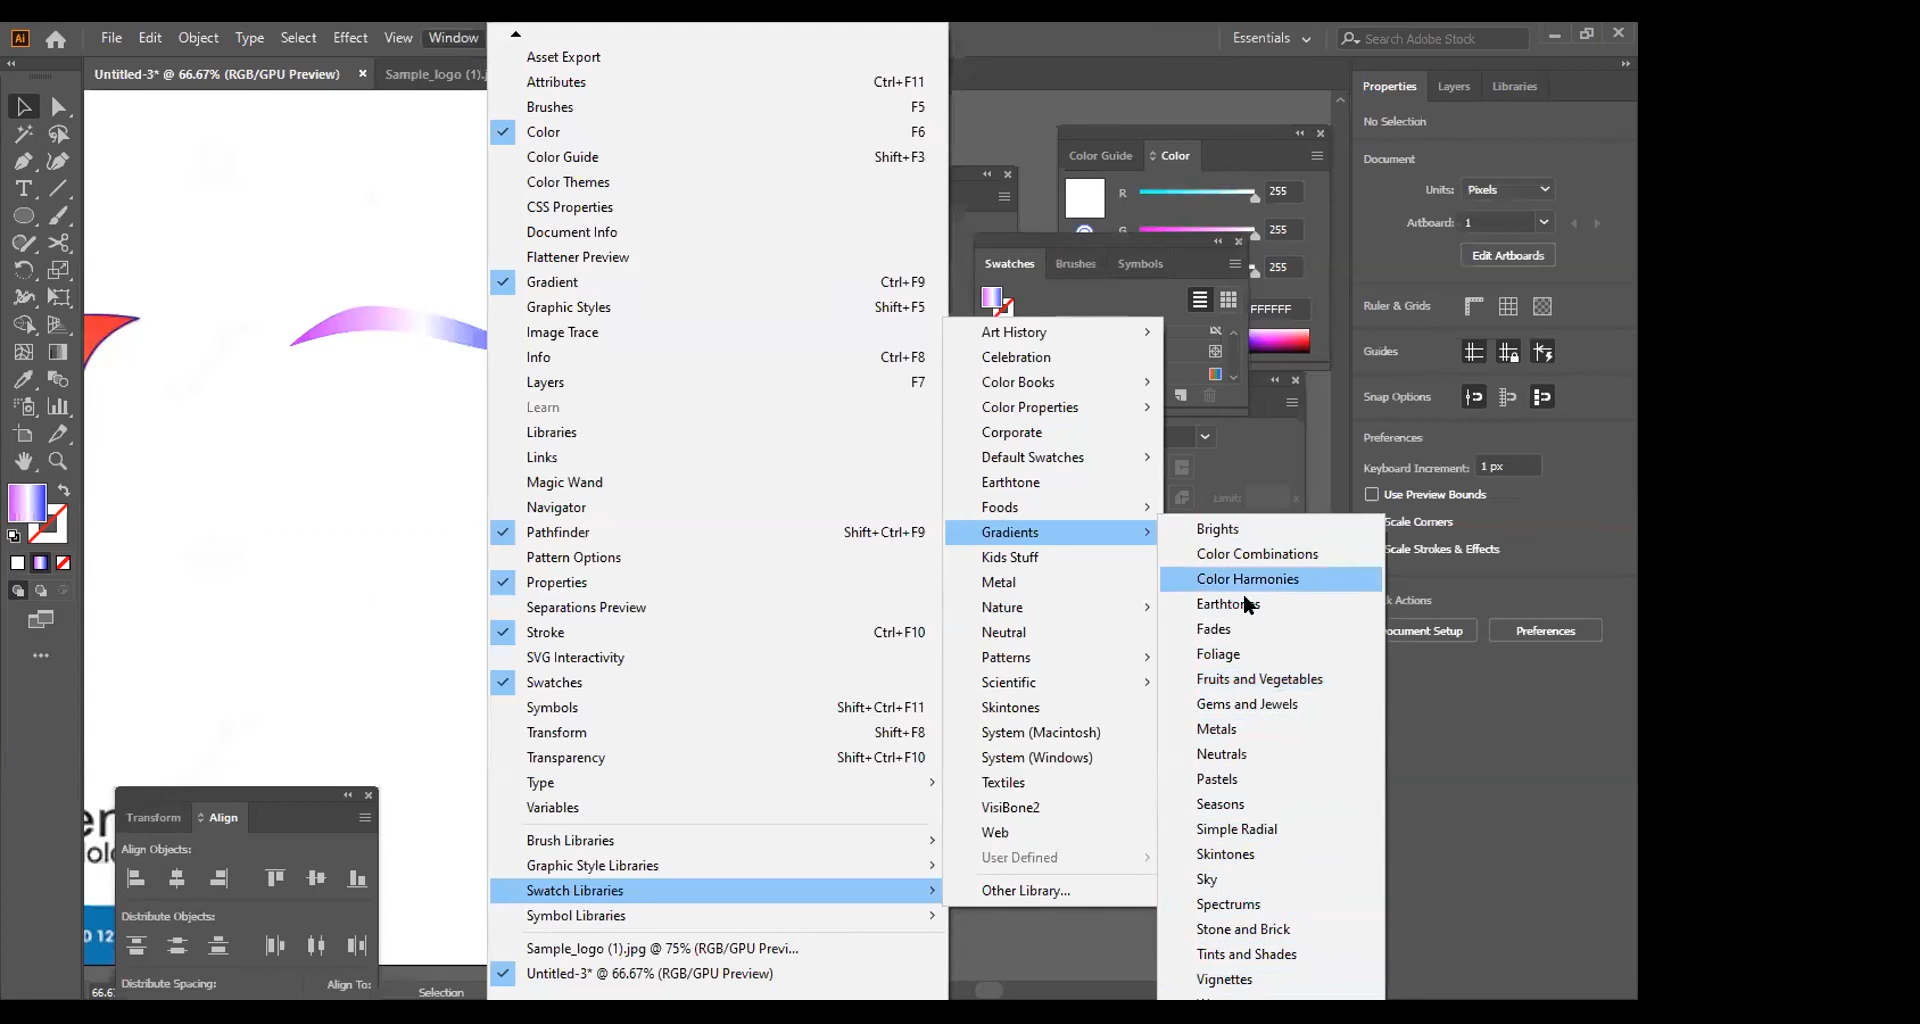 Ai
File Edit Object Type Select Effect View Window
Essentials
Search Adobe Stock
Untitled-3* @ 66.67% (RGB/GPU Preview) ×
Sample_logo (1).j
Asset Export
Attributes Ctrl+F11
Brushes F5
Color F6
Color Guide Shift+F3
Color Themes
CSS Properties
Document Info
Flattener Preview
Gradient Ctrl+F9
Graphic Styles Shift+F5
Image Trace
Info Ctrl+F8
Layers F7
Learn
Libraries
Links
Magic Wand
Navigator
Pathfinder Shift+Ctrl+F9
Pattern Options
Properties
Separations Preview
Stroke Ctrl+F10
SVG Interactivity
Swatches
Symbols Shift+Ctrl+F11
Transform Shift+F8
Transparency Shift+Ctrl+F10
Type
Variables
Brush Libraries
Graphic Style Libraries
Swatch Libraries
Symbol Libraries
Sample_logo (1).jpg @ 75% (RGB/GPU Previ...
Untitled-3* @ 66.67% (RGB/GPU Preview)
Art History
Celebration
Color Books
Color Properties
Corporate
Default Swatches
Earthtone
Foods
Gradients
Kids Stuff
Metal
Nature
Neutral
Patterns
Scientific
Skintones
System (Macintosh)
System (Windows)
Textiles
VisiBone2
Web
User Defined
Other Library...
Brights
Color Combinations
Color Harmonies
Earthtones
Fades
Foliage
Fruits and Vegetables
Gems and Jewels
Metals
Neutrals
Pastels
Seasons
Simple Radial
Skintones
Sky
Spectrums
Stone and Brick
Tints and Shades
Vignettes
Color Guide Color
R 255
G 255
255
FFFFFF
Swatches Brushes Symbols
Limit: x
Properties Layers Libraries
No Selection
Document
Units: Pixels
Artboard: 1
Edit Artboards
Ruler & Grids
Guides
Snap Options
Preferences
Keyboard Increment: 1 px
Use Preview Bounds
Scale Corners
Scale Strokes & Effects
k Actions
ocument Setup Preferences
Transform Align
Align Objects:
Distribute Objects:
Distribute Spacing: Align To:
en
olo
0 12
66.6 Selection